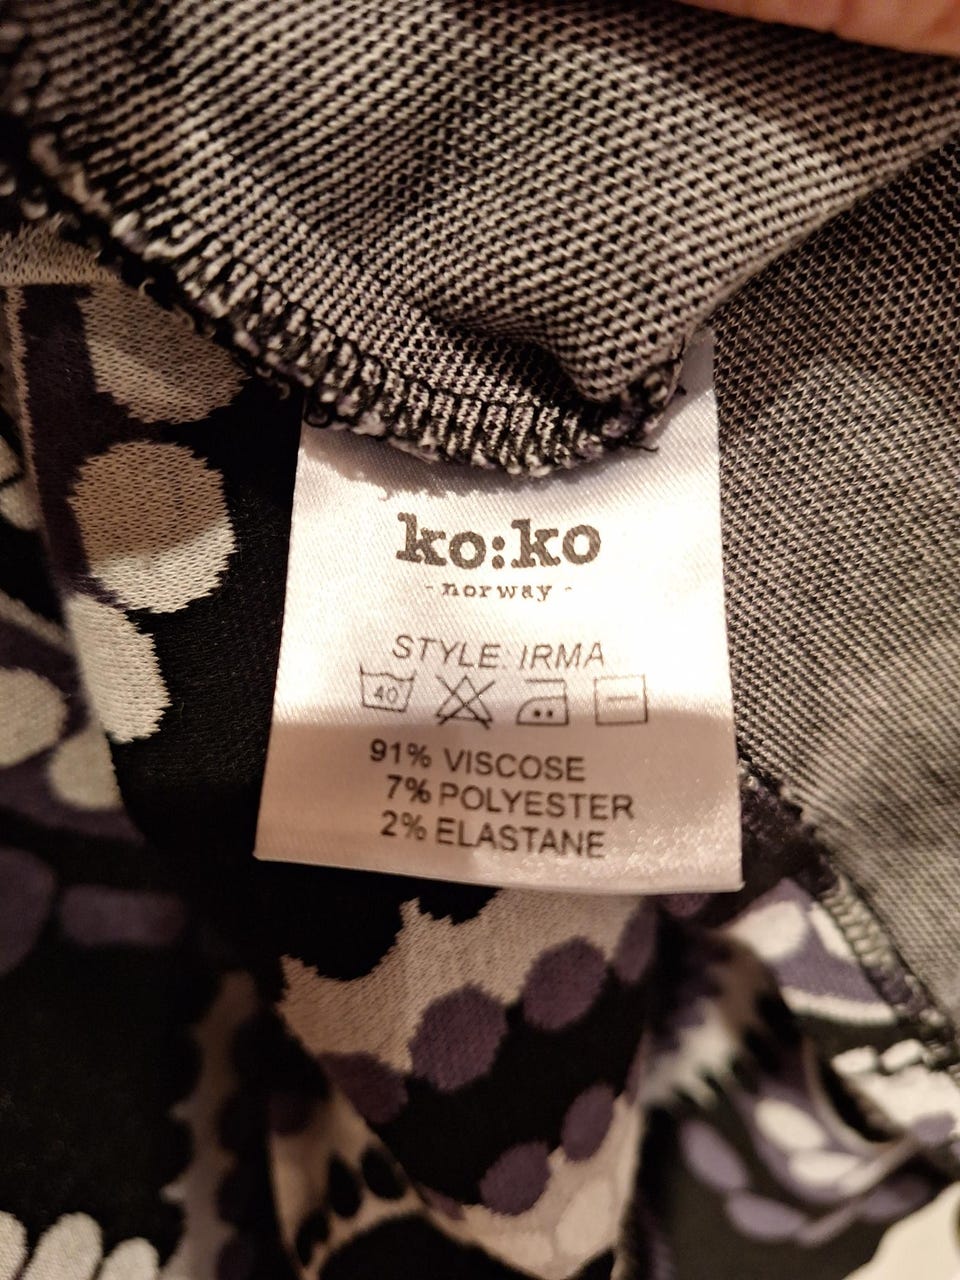 ko:ko
- norway -
STYLE: IRMA
40
91% VISCOSE
7% POLYESTER
2% ELASTANE